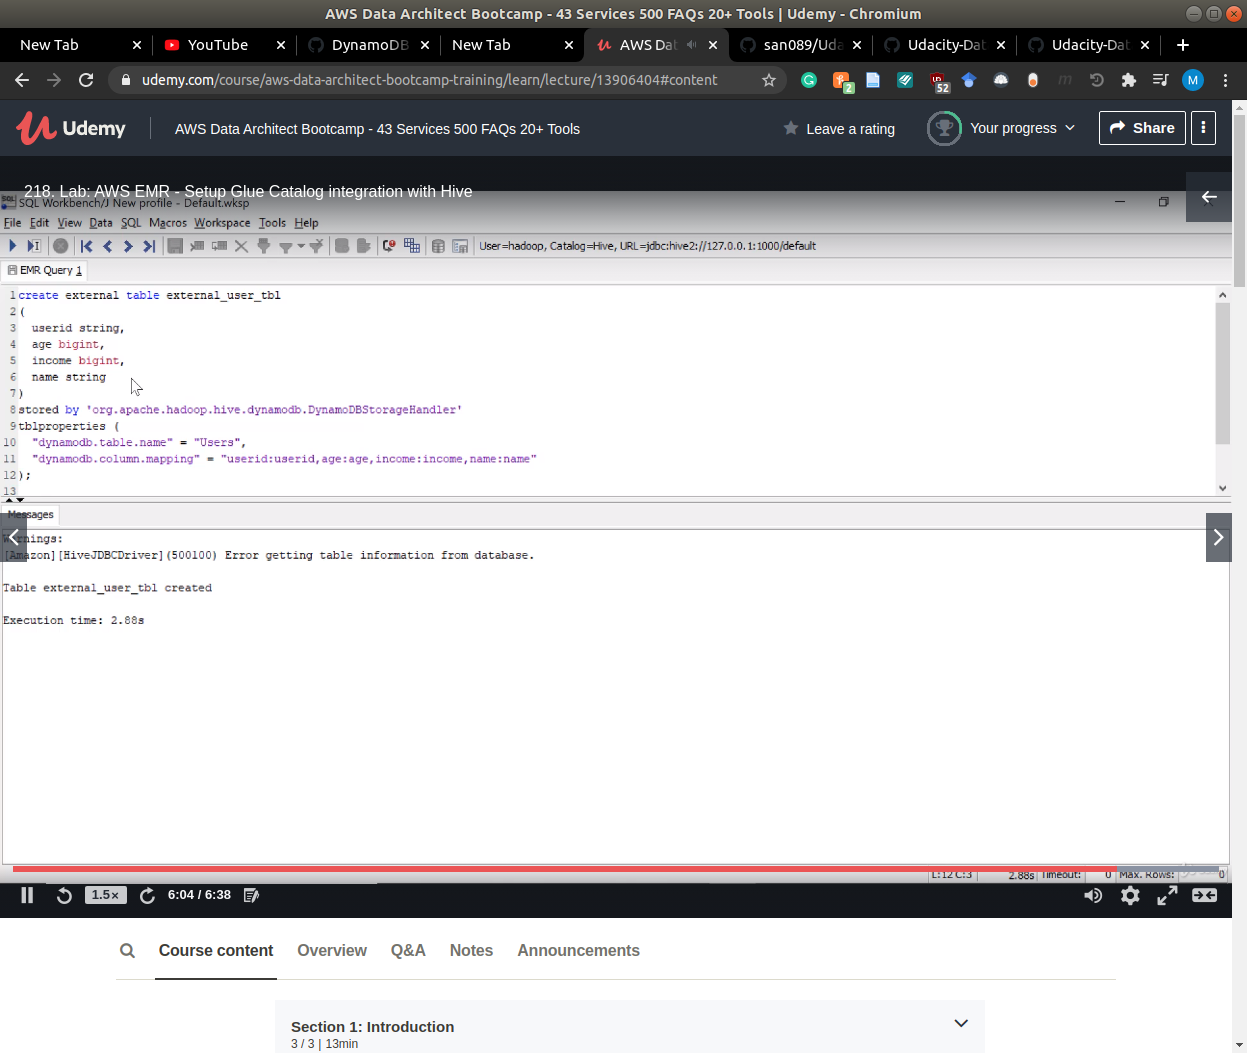 AWS Data Architect Bootcamp - 43 Services 500 FAQs 20+ Tools | Udemy - Chromium
New Tab
YouTube
DynamoDB
New Tab
AWS Dat
san089/Uda
Udacity-Dat
Udacity-Dat
udemy.com/course/aws-data-architect-bootcamp-training/learn/lecture/13906404#content
2
52
M
Udemy
AWS Data Architect Bootcamp - 43 Services 500 FAQs 20+ Tools
Leave a rating
Your progress
Share
218. Lab: AWS EMR - Setup Glue Catalog integration with Hive
SQL Workbench/J New profile - Default.wksp
File Edit View Data SQL Macros Workspace Tools Help
User=hadoop, Catalog=Hive, URL=jdbc:hive2://127.0.0.1:1000/default
EMR Query 1
1 create external table external_user_tbl
2 (
3 userid string,
4 age bigint,
5 income bigint,
6 name string
7 )
8 stored by 'org.apache.hadoop.hive.dynamodb.DynamoDBStorageHandler'
9 tblproperties (
10 "dynamodb.table.name" = "Users",
11 "dynamodb.column.mapping" = "userid:userid,age:age,income:income,name:name"
12 );
13
Messages
Warnings:
[Amazon][HiveJDBCDriver](500100) Error getting table information from database.
Table external_user_tbl created
Execution time: 2.88s
L:12 C:3 2.88s Timeout: 0 Max. Rows: 0
1.5×
6:04 / 6:38
Course content
Overview
Q&A
Notes
Announcements
Section 1: Introduction
3 / 3 | 13min